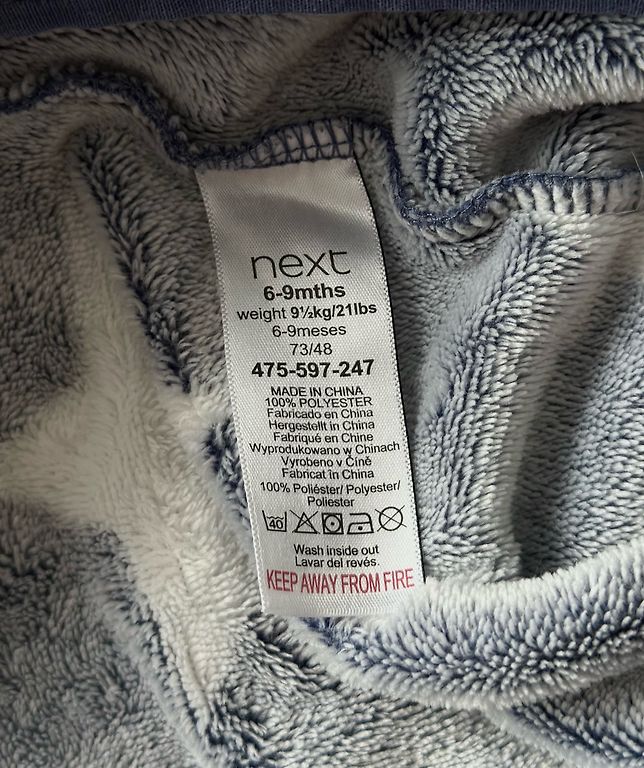 next
6-9mths
weight 9½kg/21lbs
6-9meses
73/48
475-597-247
MADE IN CHINA
100% POLYESTER
Fabricado en China
Hergestellt in China
Fabriqué en Chine
Wyprodukowano w Chinach
Vyrobeno v Číně
Fabricat în China
100% Poliéster/ Polyester/
Poliester
40
Wash inside out
Lavar del revés.
KEEP AWAY FROM FIRE